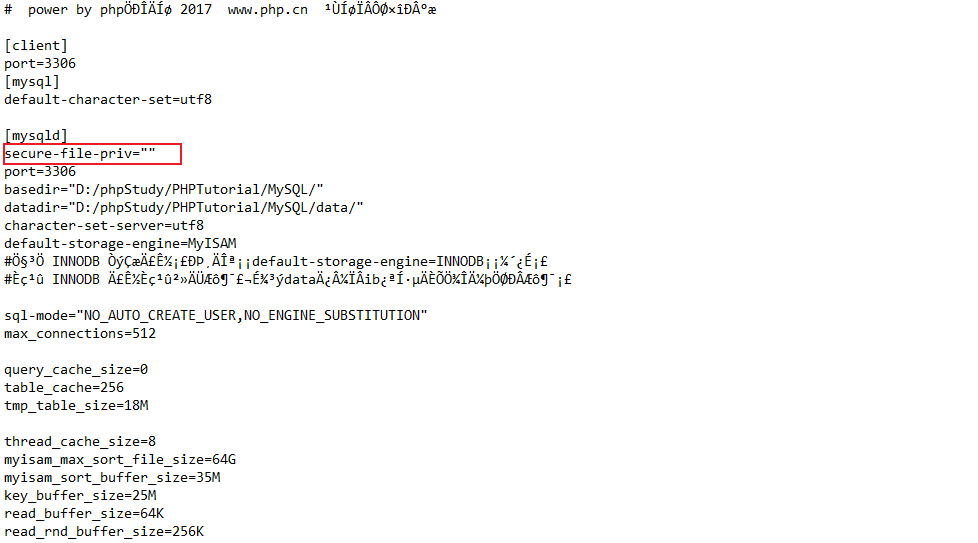 #  power by phpÖÐÎÄÍø 2017  www.php.cn  ¹ÙÍøÏÂÔØ×îÐÂ°æ
[client]
port=3306
[mysql]
default-character-set=utf8
[mysqld]
secure-file-priv=""
port=3306
basedir="D:/phpStudy/PHPTutorial/MySQL/"
datadir="D:/phpStudy/PHPTutorial/MySQL/data/"
character-set-server=utf8
default-storage-engine=MyISAM
#Ö§³Ö INNODB ÒýÇæÄ£Ê½¡£ÐÞ¸ÄÎª¡¡default-storage-engine=INNODB¡¡¼´¿É¡£
#Èç¹û INNODB Ä£Ê½Èç¹û²»ÄÜÆô¶¯£¬É¾³ýdataÄ¿Â¼ÏÂib¿ªÍ·µÄÈÕÖ¾ÎÄ¼þÖØÐÂÆô¶¯¡£
sql-mode="NO_AUTO_CREATE_USER,NO_ENGINE_SUBSTITUTION"
max_connections=512
query_cache_size=0
table_cache=256
tmp_table_size=18M
thread_cache_size=8
myisam_max_sort_file_size=64G
myisam_sort_buffer_size=35M
key_buffer_size=25M
read_buffer_size=64K
read_rnd_buffer_size=256K